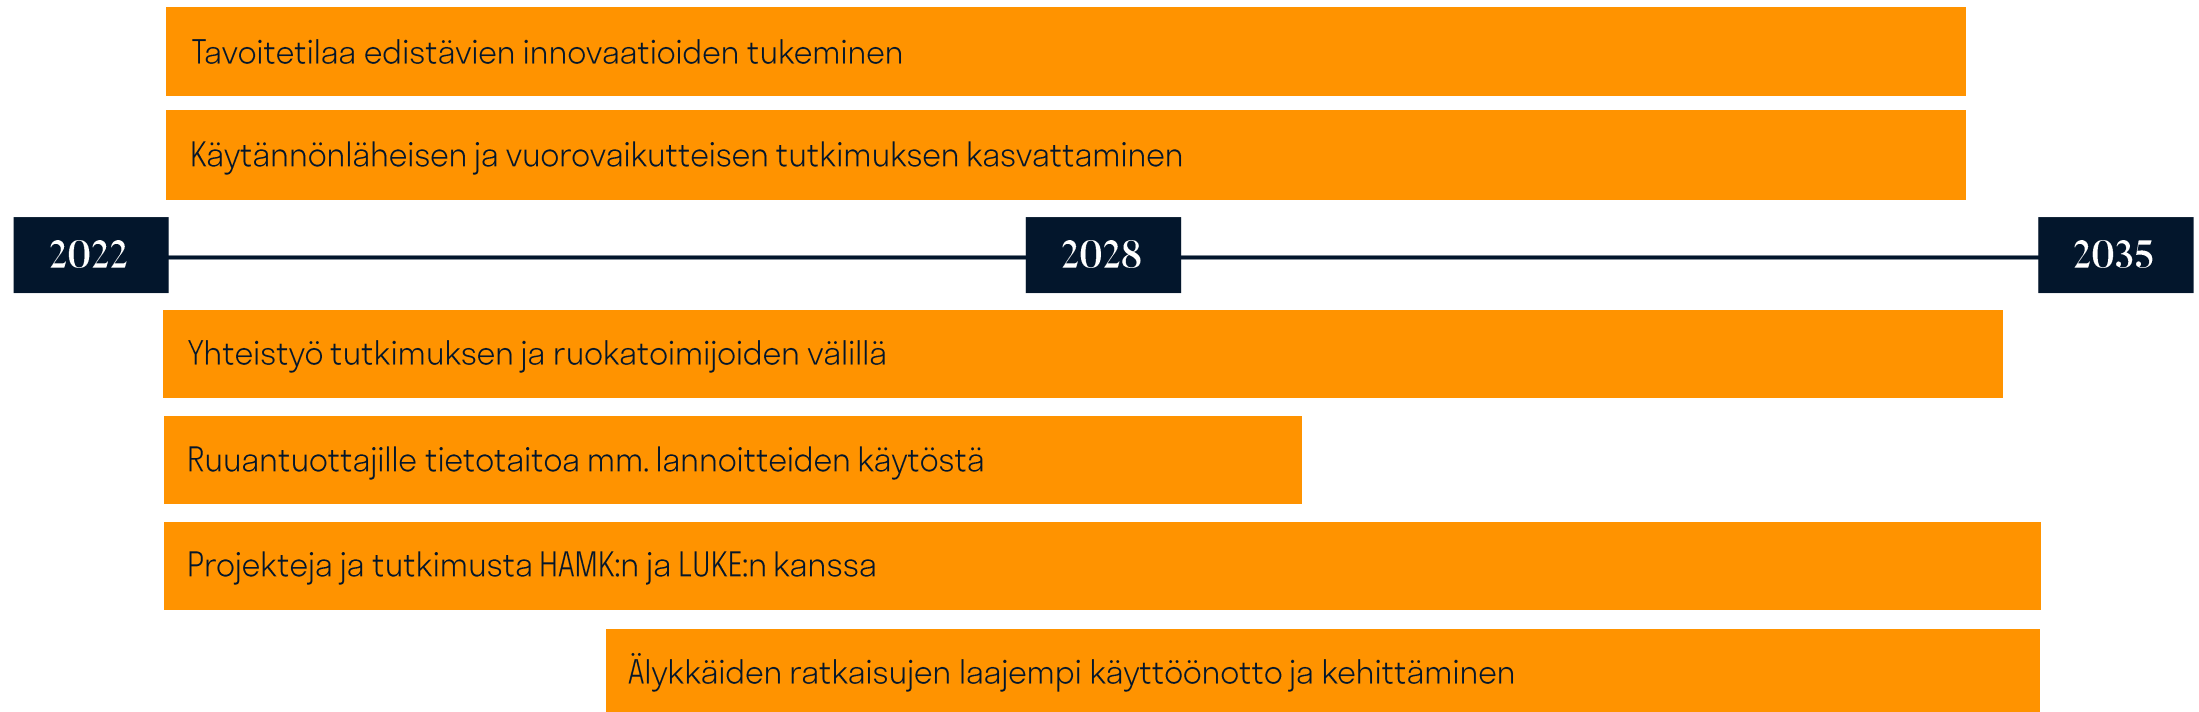 Tavoitetilaa edistävien innovaatioiden tukeminen
Käytännönläheisen ja vuorovaikutteisen tutkimuksen kasvattaminen
2022
2028
2035
Yhteistyö tutkimuksen ja ruokatoimijoiden välillä
Ruuantuottajille tietotaitoa mm. lannoitteiden käytöstä
Projekteja ja tutkimusta HAMK:n ja LUKE:n kanssa
Älykkäiden ratkaisujen laajempi käyttöönotto ja kehittäminen